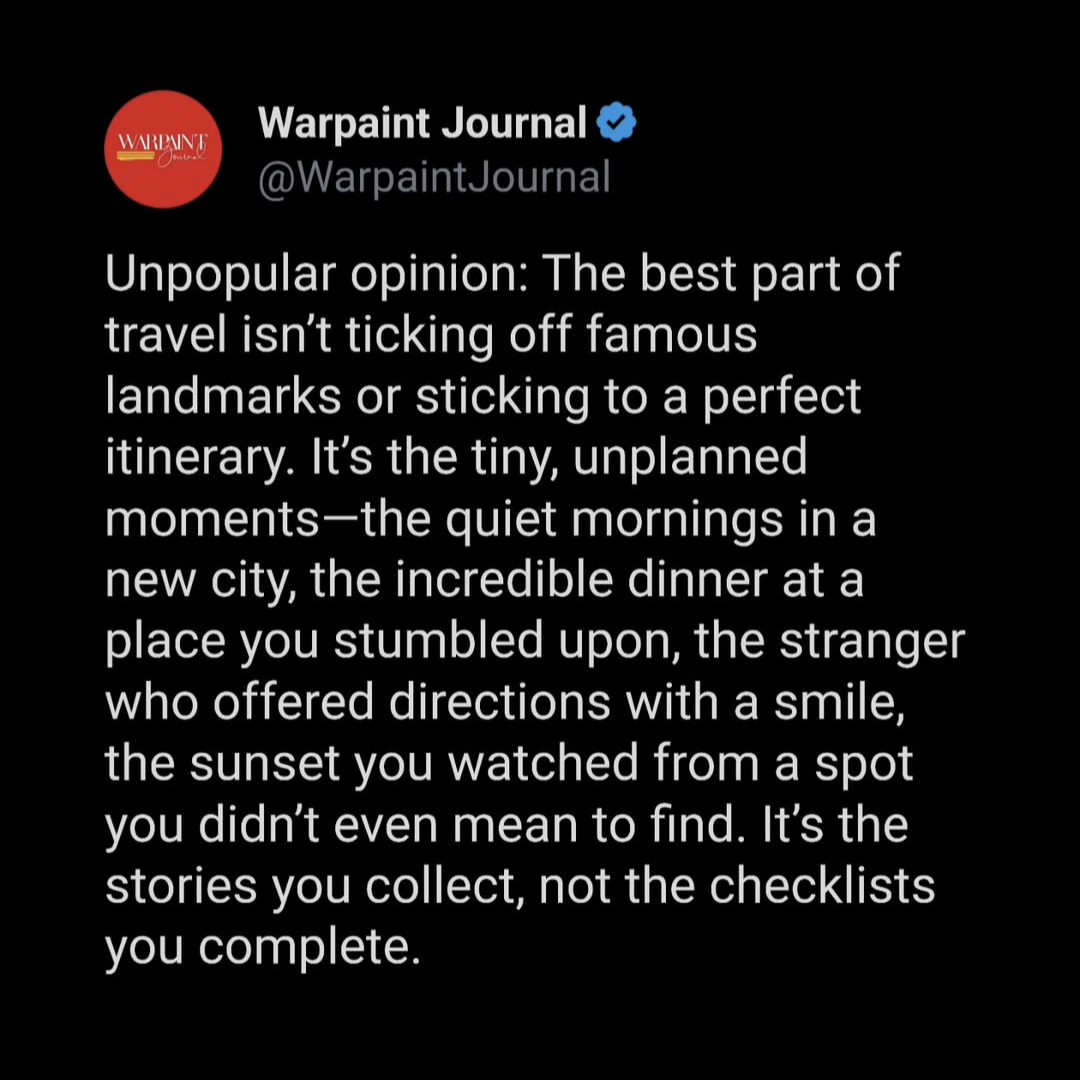 WARPAINT
Journal
Warpaint Journal
@WarpaintJournal
Unpopular opinion: The best part of
travel isn’t ticking off famous
landmarks or sticking to a perfect
itinerary. It’s the tiny, unplanned
moments—the quiet mornings in a
new city, the incredible dinner at a
place you stumbled upon, the stranger
who offered directions with a smile,
the sunset you watched from a spot
you didn’t even mean to find. It’s the
stories you collect, not the checklists
you complete.